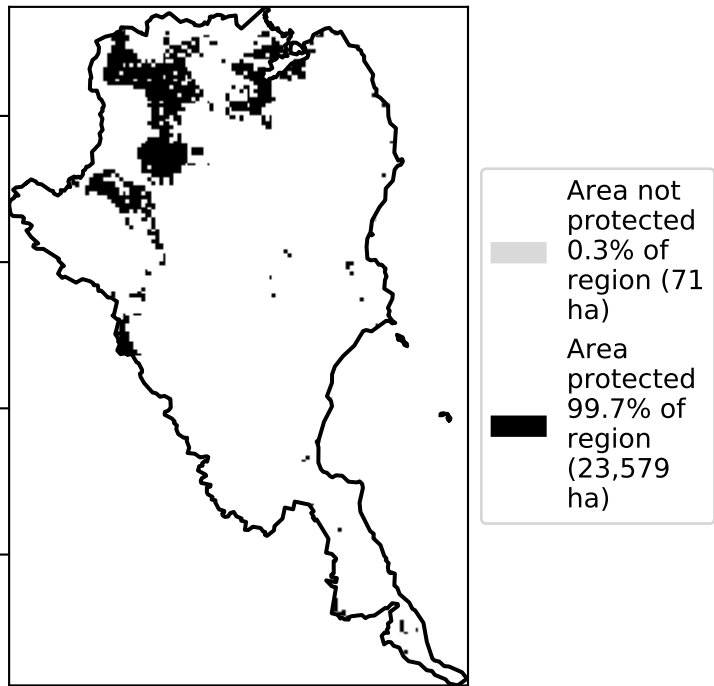 Area not
protected
0.3% of
region (71
ha)
Area
protected
99.7% of
region
(23,579
ha)